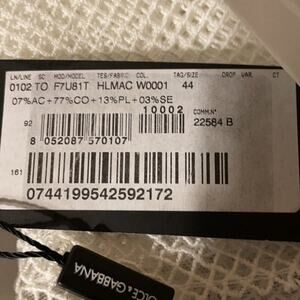 LN/LINE SC MOD/MODEL TES/FABRIC COL. TAG/SIZE DROP VAR. CT
0102 TO F7U81T HLMAC W0001 44
07%AC+77%CO+13%PL+03%SE
10002
COMM.N°
92
22584 B
8 052087 570107
161
0744199542592172
DOLCE & GABBANA